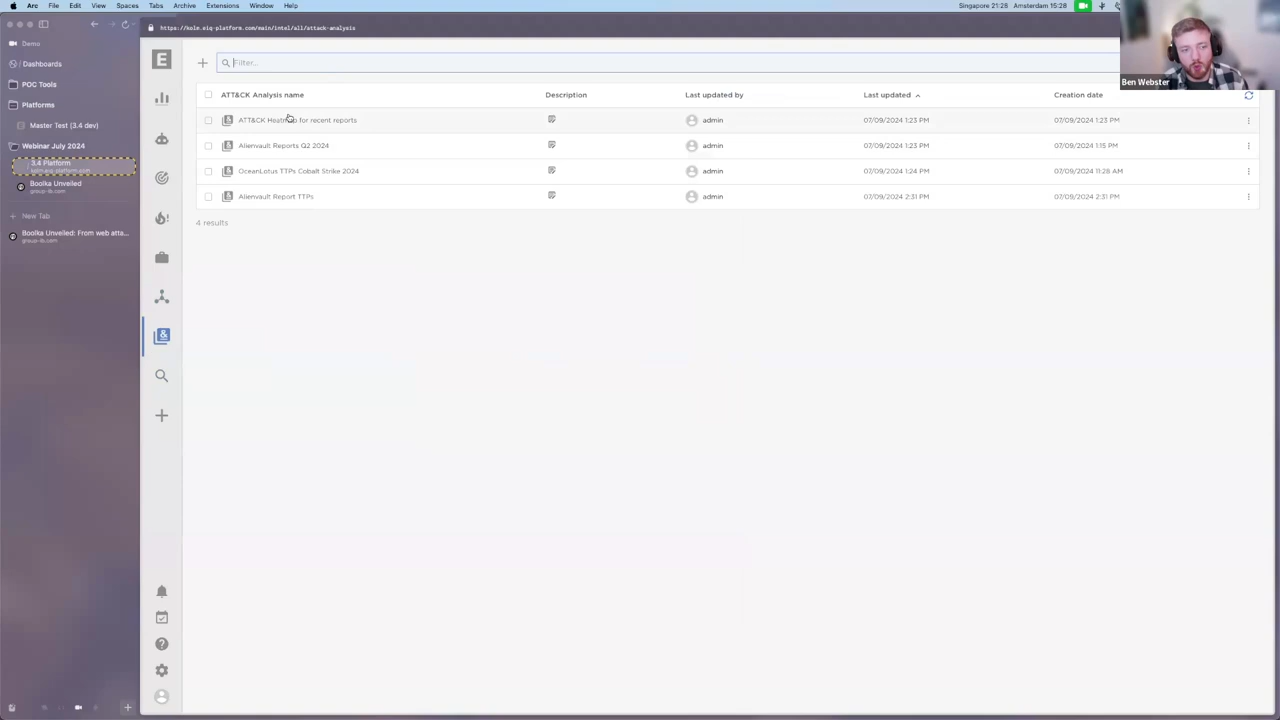 Arc File Edit View Spaces Tabs Archive Extensions Window Help Singapore 21:28 Amsterdam 15:28
https://kolm.eiq-platform.com/main/intel/all/attack-analysis
Demo
/ Dashboards
POC Tools
Platforms
Master Test (3.4 dev)
Webinar July 2024
3.4 Platform
Boolka Unveiled
group-ib.com
New Tab
Boolka Unveiled: From web atta...
group-ib.com
Ben Webster
E
Filter...
ATT&CK Analysis name Description Last updated by Last updated Creation date
ATT&CK Heatmap for recent reports admin 07/09/2024 1:23 PM 07/09/2024 1:23 PM
Alienvault Reports Q2 2024 admin 07/09/2024 1:23 PM 07/09/2024 1:15 PM
OceanLotus TTPs Cobalt Strike 2024 admin 07/09/2024 1:24 PM 07/09/2024 11:28 AM
Alienvault Report TTPs admin 07/09/2024 2:31 PM 07/09/2024 2:31 PM
4 results